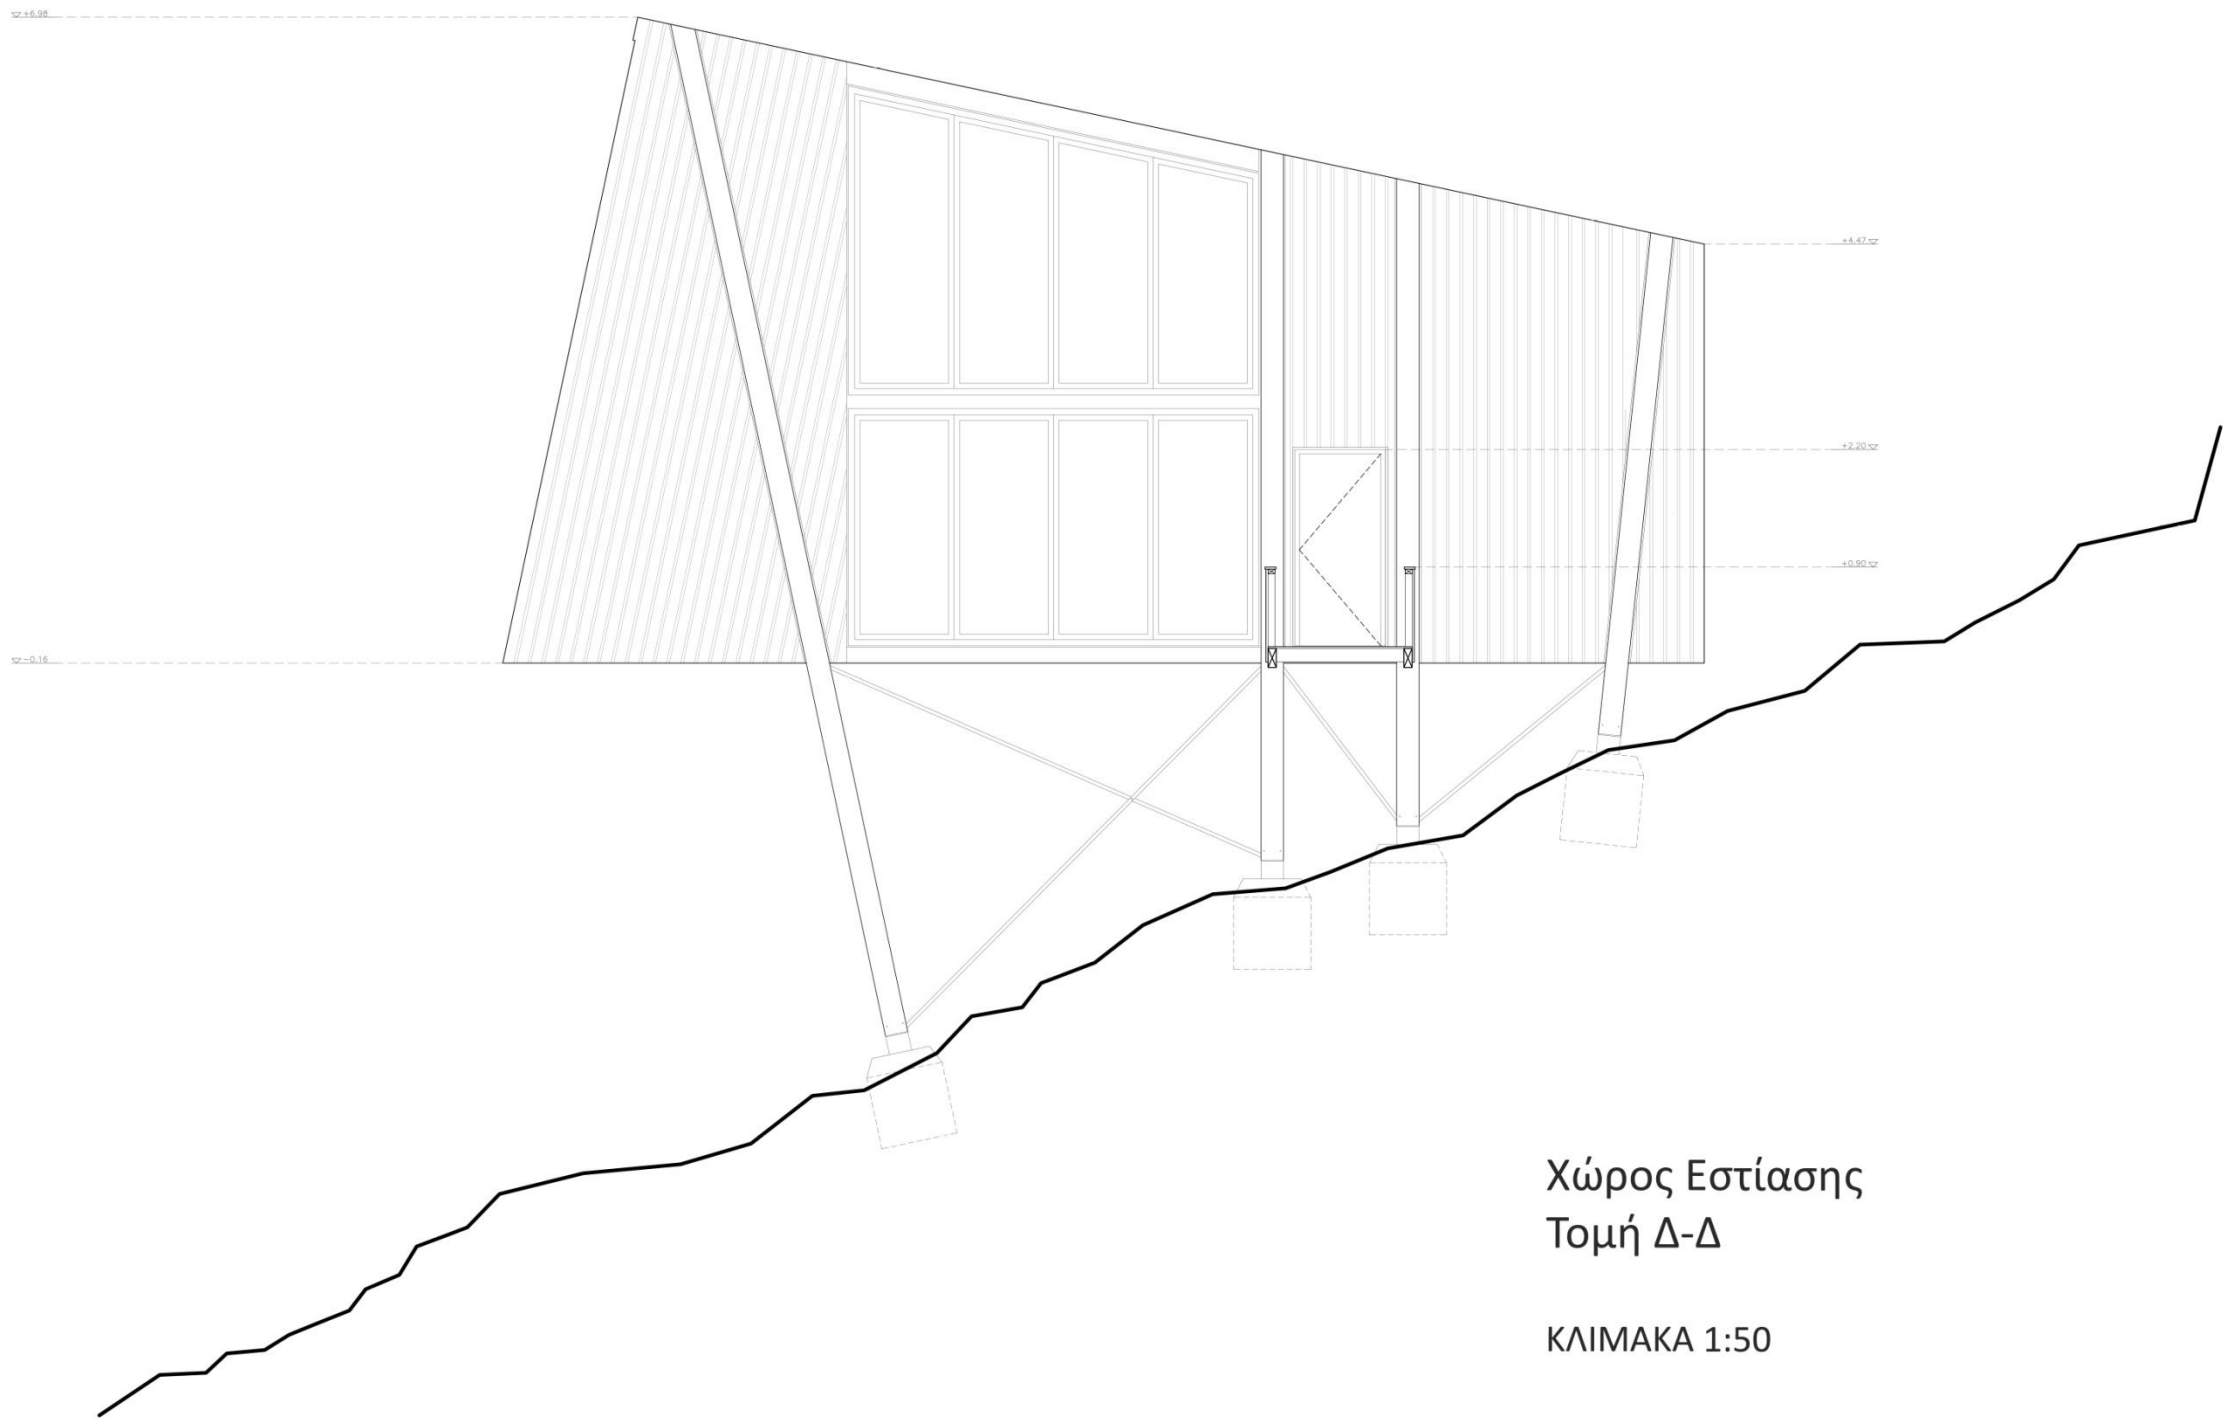 +6.98
+4.47
+2.20
+0.90
-0.16
Χώρος Εστίασης
Τομή Δ-Δ
ΚΛΙΜΑΚΑ 1:50